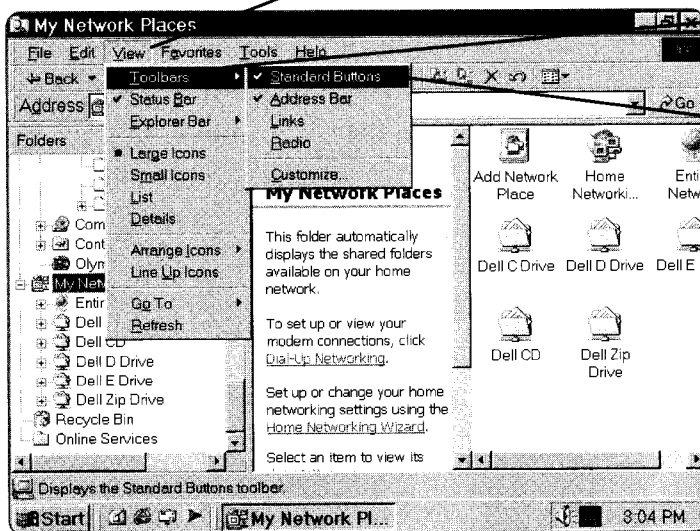 My Network Places
File Edit View Favorites Tools Help
Back
Address
Go
Toolbars
Status Bar
Explorer Bar
Large Icons
Small Icons
List
Details
Arrange Icons
Line Up Icons
Go To
Refresh
Standard Buttons
Address Bar
Links
Radio
Customize...
Folders
Com
Cont
Olym
My Net
Entir
Dell
Dell CD
Dell D Drive
Dell E Drive
Dell Zip Drive
Recycle Bin
Online Services
My Network Places
This folder automatically
displays the shared folders
available on your home
network.
To set up or view your
modem connections, click
Dial-Up Networking.
Set up or change your home
networking settings using the
Home Networking Wizard.
Select an item to view its
Add Network
Place
Home
Networki...
Enti
Netw
Dell C Drive
Dell D Drive
Dell E
Dell CD
Dell Zip
Drive
Displays the Standard Buttons toolbar.
Start
My Network Pl...
3:04 PM